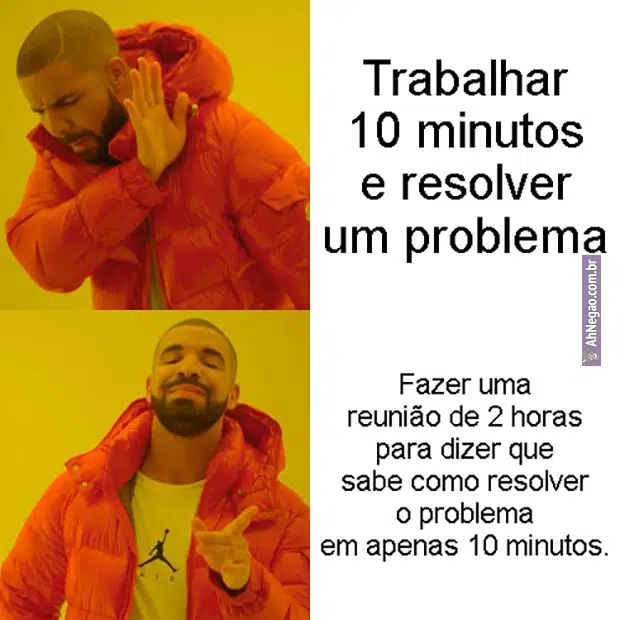 Trabalhar
10 minutos
e resolver
um problema
AhNegao.com.br
Fazer uma
reunião de 2 horas
para dizer que
sabe como resolver
o problema
em apenas 10 minutos.
AIR